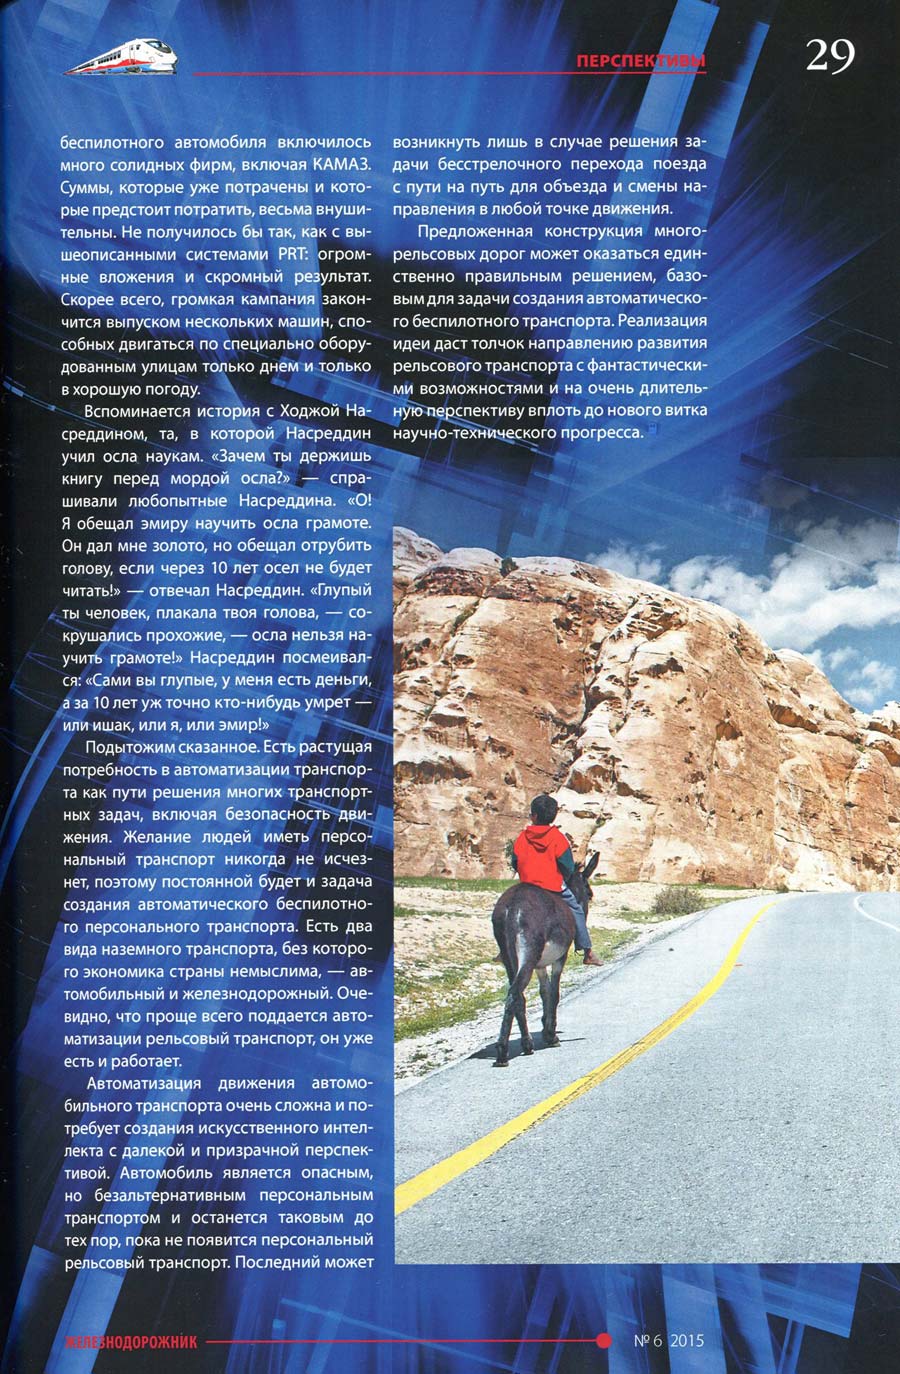 ПЕРСПЕКТИВЫ
29
беспилотного автомобиля включилось
много солидных фирм, включая КАМАЗ.
Суммы, которые уже потрачены и кото-
рые предстоит потратить, весьма внуши-
тельны. Не получилось бы так, как с вы-
шеописанными системами PRT: огром-
ные вложения и скромный результат.
Скорее всего, громкая кампания закон-
чится выпуском нескольких машин, спо-
собных двигаться по специально обору-
дованным улицам только днем и только
в хорошую погоду.
Вспоминается история с Ходжой На-
среддином, та, в которой Насреддин
учил осла наукам. «Зачем ты держишь
книгу перед мордой осла?» — спра-
шивали любопытные Насреддина. «О!
Я обещал эмиру научить осла грамоте.
Он дал мне золото, но обещал отрубить
голову, если через 10 лет осел не будет
читать!» — отвечал Насреддин. «Глупый
ты человек, плакала твоя голова, — со-
крушались прохожие, — осла нельзя на-
учить грамоте!» Насреддин посмеивал-
ся: «Сами вы глупые, у меня есть деньги,
а за 10 лет уж точно кто-нибудь умрет —
или ишак, или я, или эмир!»
Подытожим сказанное. Есть растущая
потребность в автоматизации транспор-
та как пути решения многих транспорт-
ных задач, включая безопасность дви-
жения. Желание людей иметь персо-
нальный транспорт никогда не исчез-
нет, поэтому постоянной будет и задача
создания автоматического беспилотно-
го персонального транспорта. Есть два
вида наземного транспорта, без которо-
го экономика страны немыслима, — ав-
томобильный и железнодорожный. Оче-
видно, что проще всего поддается авто-
матизации рельсовый транспорт, он уже
есть и работает.
Автоматизация движения автомо-
бильного транспорта очень сложна и по-
требует создания искусственного интел-
лекта с далекой и призрачной перспек-
тивой. Автомобиль является опасным,
но безальтернативным персональным
транспортом и останется таковым до
тех пор, пока не появится персональный
рельсовый транспорт. Последний может
возникнуть лишь в случае решения за-
дачи бесстрелочного перехода поезда
с пути на путь для объезда и смены на-
правления в любой точке движения.
Предложенная конструкция много-
рельсовых дорог может оказаться един-
ственно правильным решением, базо-
вым для задачи создания автоматическо-
го беспилотного транспорта. Реализация
идеи даст толчок направлению развития
рельсового транспорта с фантастически-
ми возможностями и на очень длитель-
ную перспективу вплоть до нового витка
научно-технического прогресса.
ЖЕЛЕЗНОДОРОЖНИК
№ 6 2015